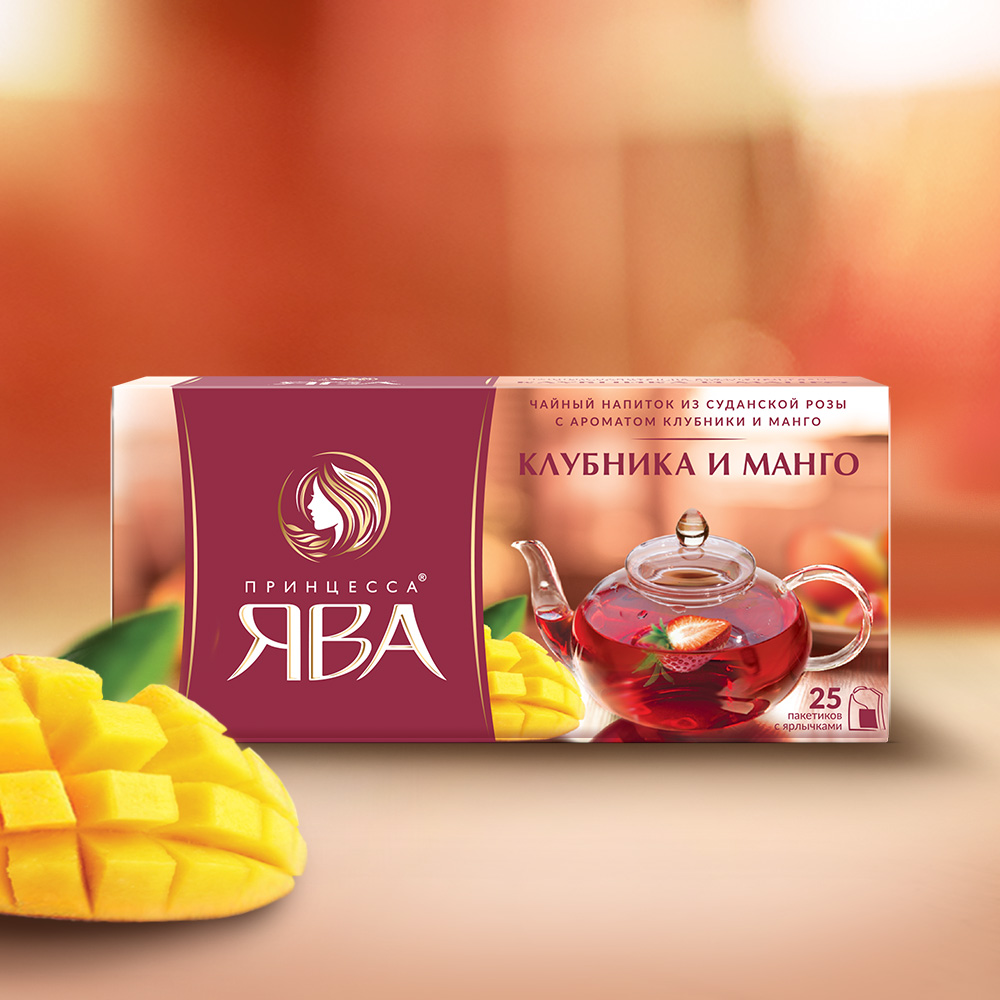 ПРИНЦЕССА®
ЯВА
ЧАЙНЫЙ НАПИТОК ИЗ СУДАНСКОЙ РОЗЫ
С АРОМАТОМ КЛУБНИКИ И МАНГО
КЛУБНИКА И МАНГО
25
пакетиков
с ярлычками